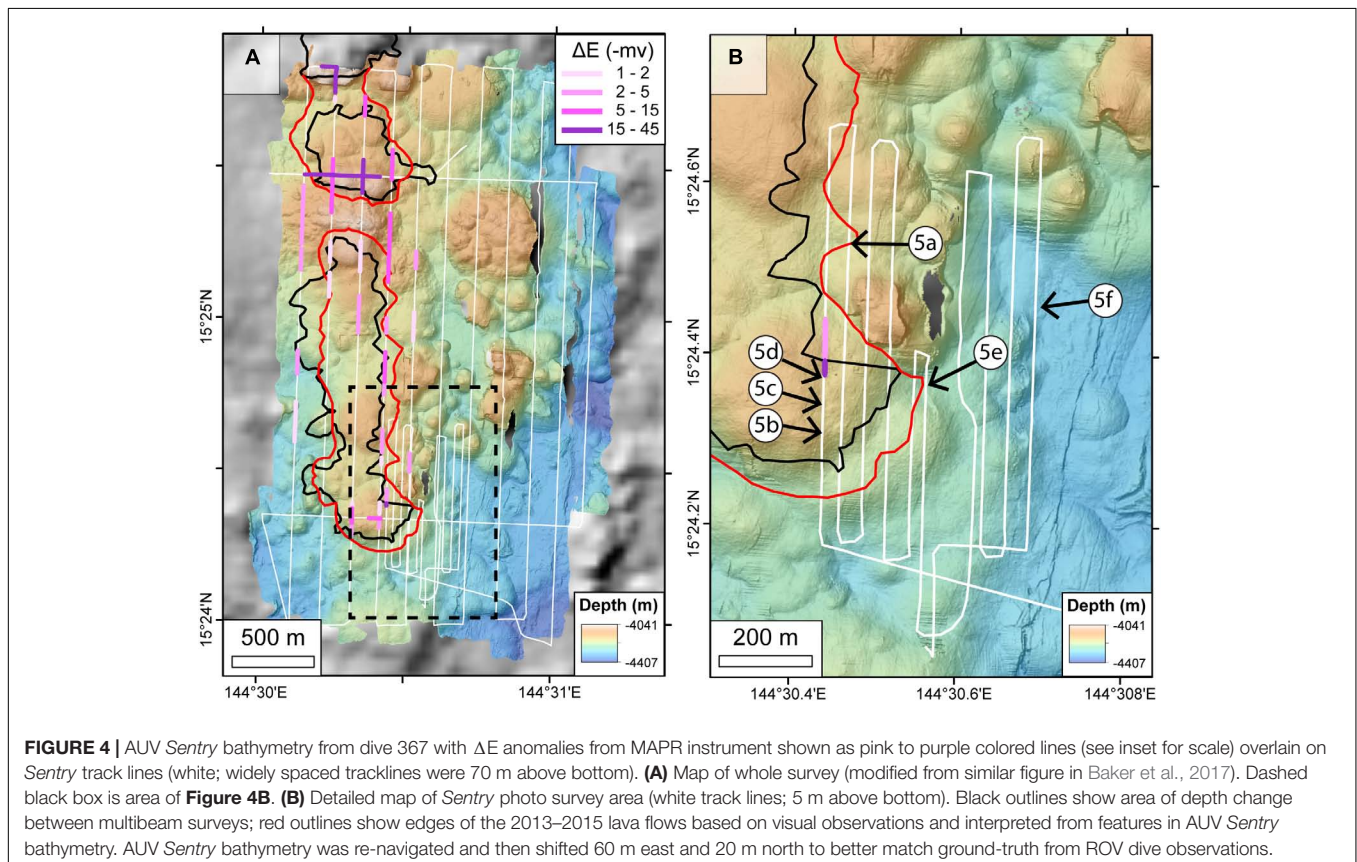 A
ΔE (-mv)
1 - 2
2 - 5
5 - 15
15 - 45
15°25'N
15°24'N
500 m
Depth (m)
-4041
-4407
144°30'E
144°31'E
B
15°24.6'N
15°24.4'N
15°24.2'N
5a
5f
5d
5e
5c
5b
200 m
Depth (m)
-4041
-4407
144°30.4'E
144°30.6'E
144°30.8'E
FIGURE 4 | AUV Sentry bathymetry from dive 367 with ΔE anomalies from MAPR instrument shown as pink to purple colored lines (see inset for scale) overlain on
Sentry track lines (white; widely spaced tracklines were 70 m above bottom). (A) Map of whole survey (modified from similar figure in Baker et al., 2017). Dashed
black box is area of Figure 4B. (B) Detailed map of Sentry photo survey area (white track lines; 5 m above bottom). Black outlines show area of depth change
between multibeam surveys; red outlines show edges of the 2013–2015 lava flows based on visual observations and interpreted from features in AUV Sentry
bathymetry. AUV Sentry bathymetry was re-navigated and then shifted 60 m east and 20 m north to better match ground-truth from ROV dive observations.